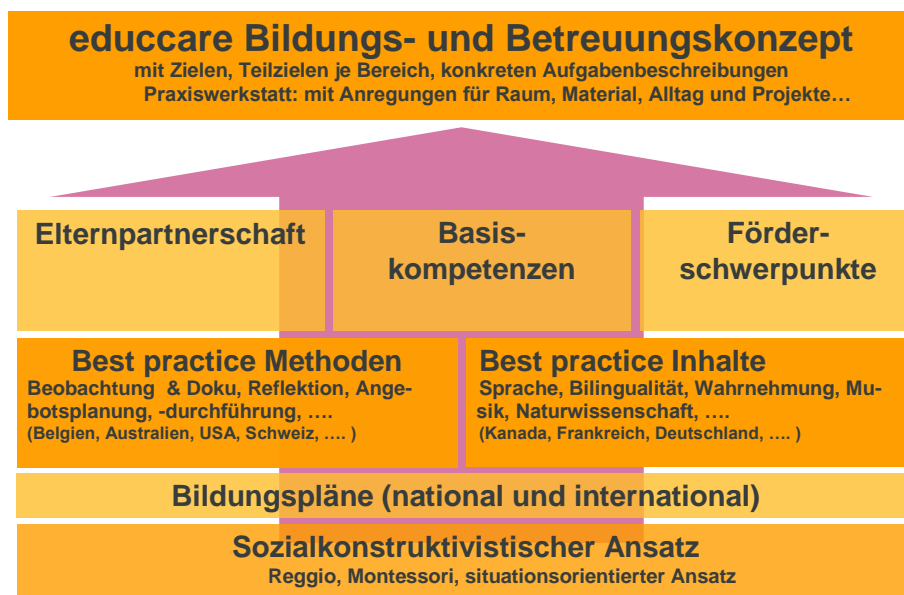 educcare Bildungs- und Betreuungskonzept
mit Zielen, Teilzielen je Bereich, konkreten Aufgabenbeschreibungen
Praxiswerkstatt: mit Anregungen für Raum, Material, Alltag und Projekte…
Elternpartnerschaft
Basis-
kompetenzen
Förder-
schwerpunkte
Best practice Methoden
Beobachtung & Doku, Reflektion, Ange-
botsplanung, -durchführung, ….
(Belgien, Australien, USA, Schweiz, …. )
Best practice Inhalte
Sprache, Bilingualität, Wahrnehmung, Mu-
sik, Naturwissenschaft, ….
(Kanada, Frankreich, Deutschland, …. )
Bildungspläne (national und international)
Sozialkonstruktivistischer Ansatz
Reggio, Montessori, situationsorientierter Ansatz